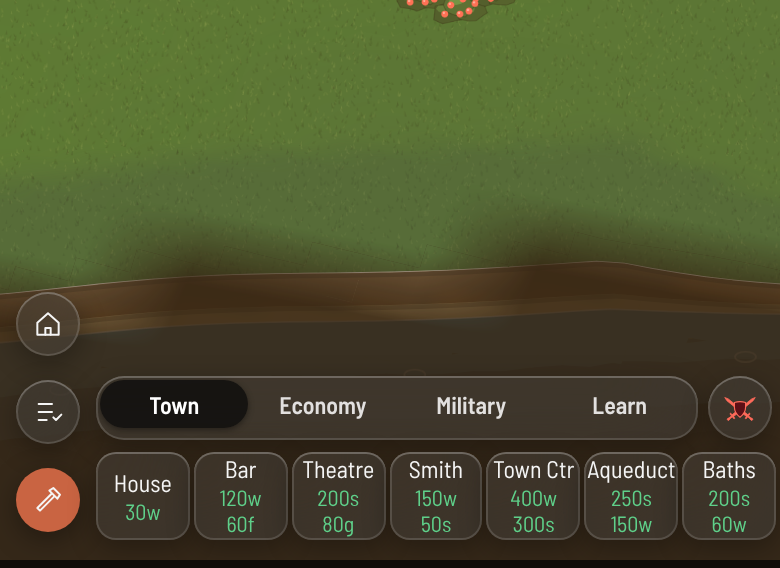 Town
Economy
Military
Learn
House
30w
Bar
120w
60f
Theatre
200s
80g
Smith
150w
50s
Town Ctr
400w
300s
Aqueduct
250s
150w
Baths
200s
60w